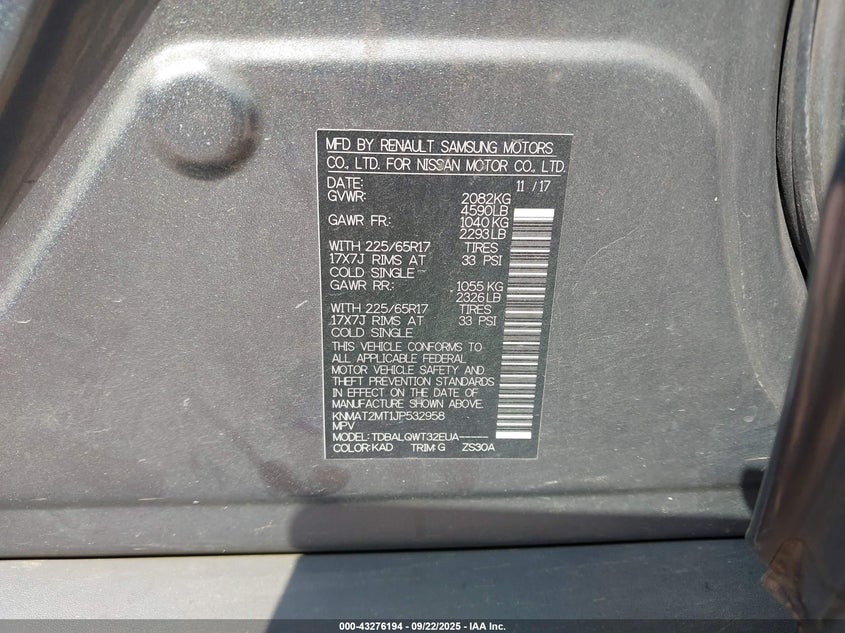 MFD BY RENAULT SAMSUNG MOTORS
CO., LTD. FOR NISSAN MOTOR CO., LTD.
DATE: 11 / 17
GVWR: 2082KG
4590LB
GAWR FR: 1040 KG
2293LB
WITH 225/65R17 TIRES
17X7J RIMS AT 33 PSI
COLD SINGLE
GAWR RR: 1055 KG
2326LB
WITH 225/65R17 TIRES
17X7J RIMS AT 33 PSI
COLD SINGLE
THIS VEHICLE CONFORMS TO
ALL APPLICABLE FEDERAL
MOTOR VEHICLE SAFETY AND
THEFT PREVENTION STANDARDS
IN EFFECT ON THE DATE OF
MANUFACTURE SHOWN ABOVE.
KNMAT2MT1JP532958
MPV
MODEL: TDBALQWT32EUA-----
COLOR: KAD TRIM: G ZS30A
000-43276194 - 09/22/2025 - IAA Inc.